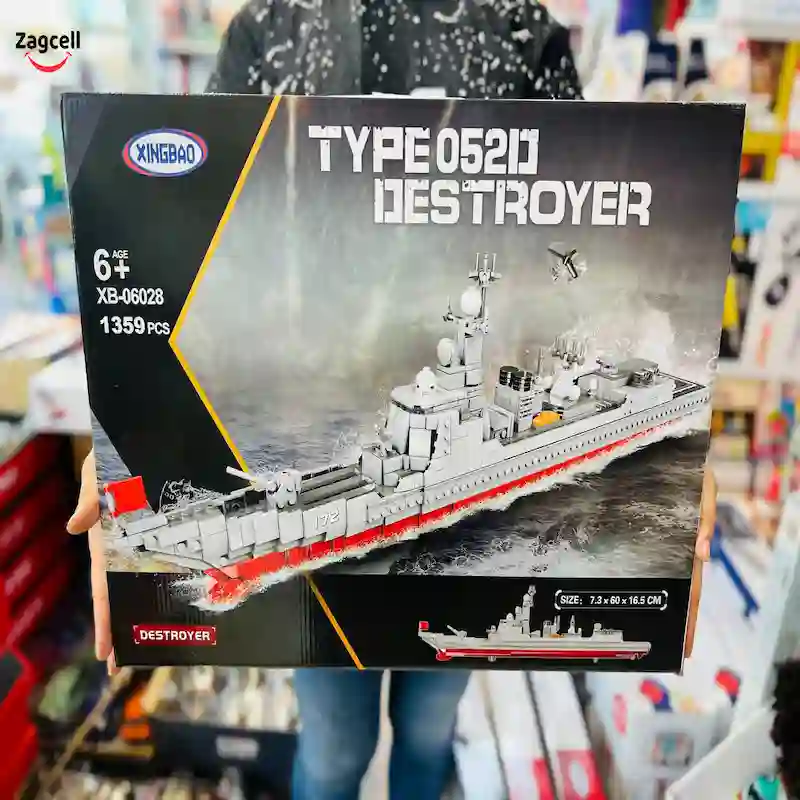 Zagcell
XINGBAO
TYPE 052D
DESTROYER
AGE
6+
XB-06028
1359 PCS
172
SIZE: 7.3 x 60 x 16.5 CM
DESTROYER